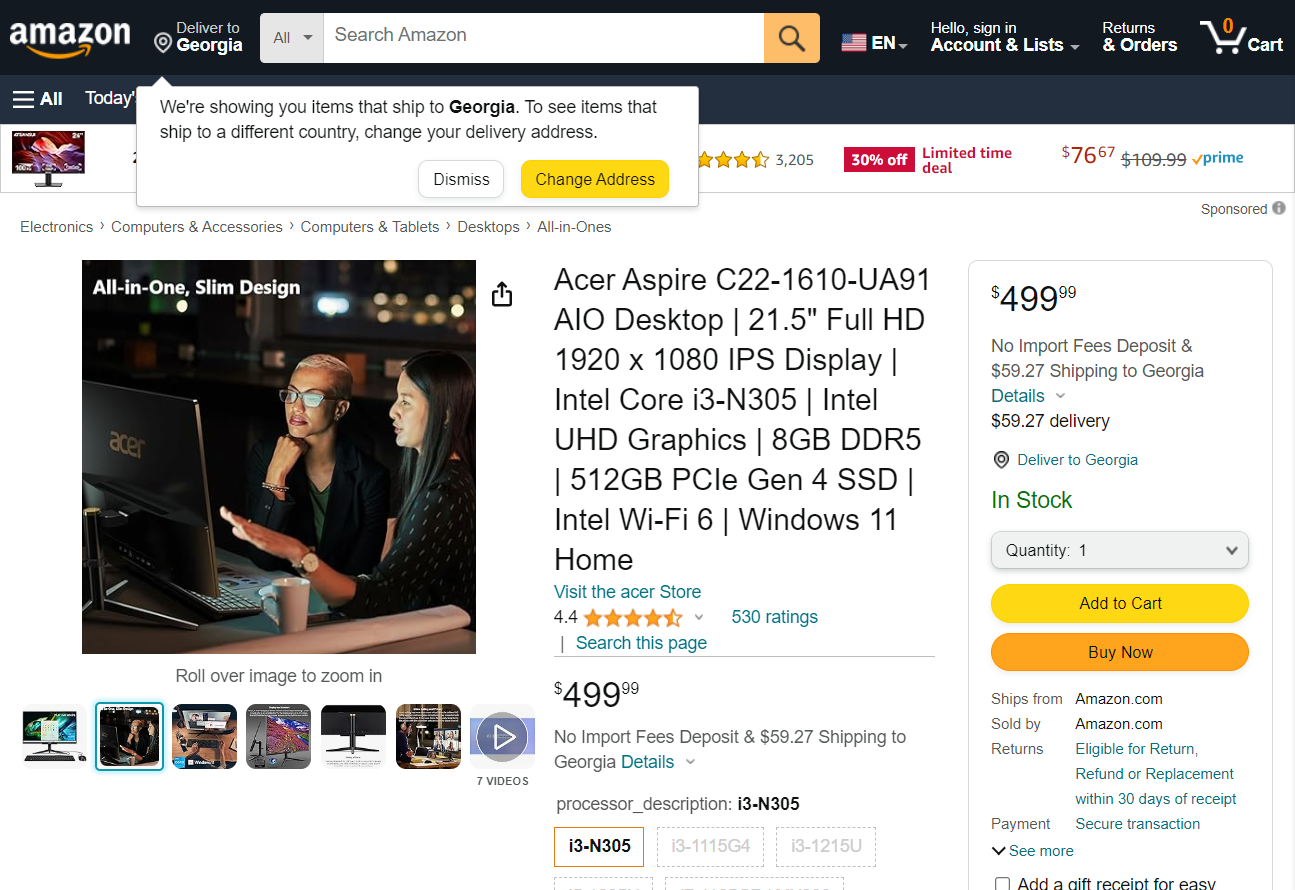 amazon
Deliver to
Georgia
All
Search Amazon
EN
Hello, sign in
Account & Lists
Returns
& Orders
0
Cart
All
Today'
We're showing you items that ship to Georgia. To see items that
ship to a different country, change your delivery address.
Dismiss
Change Address
24"
100%
3,205
30% off
Limited time
deal
$76 67
$109.99
prime
Sponsored
Electronics › Computers & Accessories › Computers & Tablets › Desktops › All-in-Ones
All-in-One, Slim Design
acer
Roll over image to zoom in
7 VIDEOS
Acer Aspire C22-1610-UA91
AIO Desktop | 21.5" Full HD
1920 x 1080 IPS Display |
Intel Core i3-N305 | Intel
UHD Graphics | 8GB DDR5
| 512GB PCIe Gen 4 SSD |
Intel Wi-Fi 6 | Windows 11
Home
Visit the acer Store
4.4
530 ratings
| Search this page
$499 99
No Import Fees Deposit & $59.27 Shipping to
Georgia Details
processor_description: i3-N305
i3-N305
i3-1115G4
i3-1215U
$499 99
No Import Fees Deposit &
$59.27 Shipping to Georgia
Details
$59.27 delivery
Deliver to Georgia
In Stock
Quantity: 1
Add to Cart
Buy Now
Ships from Amazon.com
Sold by Amazon.com
Returns Eligible for Return,
Refund or Replacement
within 30 days of receipt
Payment Secure transaction
See more
Add a gift receipt for easy